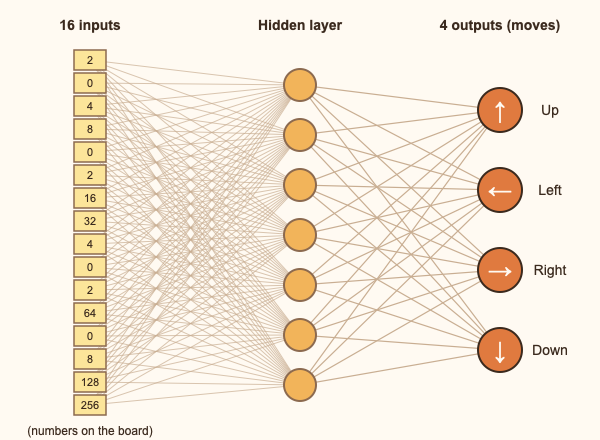 16 inputs
Hidden layer
4 outputs (moves)
2
0
4
8
0
2
16
32
4
0
2
64
0
8
128
256
(numbers on the board)
↑ Up
← Left
→ Right
↓ Down